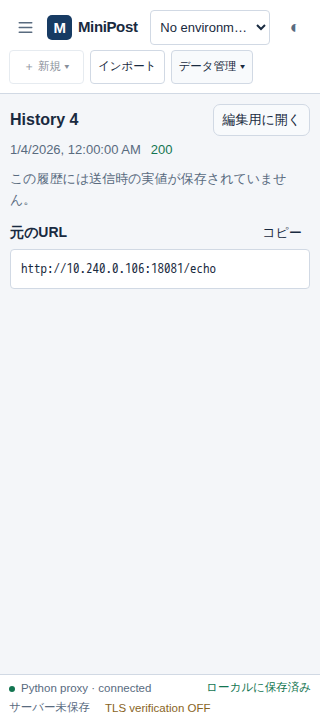 M MiniPost No environm…
＋ 新規 ▾ インポート データ管理 ▾
History 4 編集用に開く
1/4/2026, 12:00:00 AM 200
この履歴には送信時の実値が保存されていませ
ん。
元のURL コピー
http://10.240.0.106:18081/echo
Python proxy · connected ローカルに保存済み
サーバー未保存 TLS verification OFF